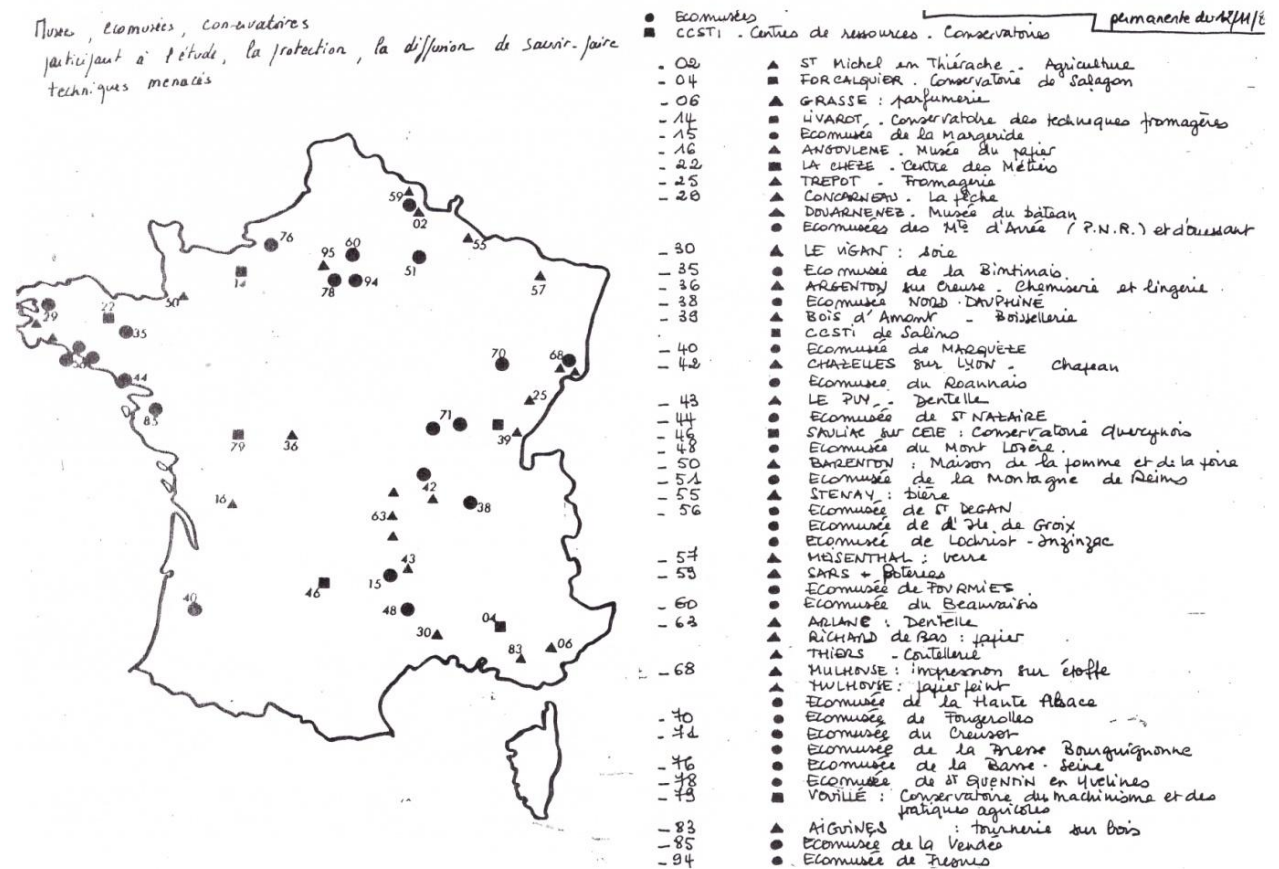 Musées, écomusées, conservatoires
participant à l'étude, la protection, la diffusion de savoir-faire
techniques menacés
● Ecomusées
■ CCSTI . Centres de ressources . Conservatoires
permanente du 12/11/
- 02 ▲ ST Michel en Thiérache . Agriculture
- 04 ■ FORCALQUIER . Conservatoire de Salagon
- 06 ▲ GRASSE : parfumerie
- 14 ■ LIVAROT . Conservatoire des techniques fromagères
- 15 ● Ecomusée de la Margeride
- 16 ▲ ANGOULEME . Musée du papier
- 22 ■ LA CHEZE . Centre des Métiers
- 25 ▲ TREPOT - Fromagerie
- 28 ▲ CONCARNEAU . La pêche
▲ DOUARNENEZ . Musée du bateau
● Ecomusées des Mts d'Arrée (P.N.R.) et d'ouessant
- 30 ▲ LE VIGAN : soie
- 35 ● Ecomusée de la Bintinais
- 36 ▲ ARGENTON sur Creuse . Chemiserie et lingerie
- 38 ● Ecomusée NORD-DAUPHINÉ
- 39 ▲ Bois d'Amont - Boissellerie
■ CCSTI de Salins
- 40 ● Ecomusée de MARQUÈZE
- 42 ▲ CHAZELLES sur LYON - chapeau
● Ecomusée du Roannais
- 43 ▲ LE PUY - Dentelle
- 44 ● Ecomusée de ST NAZAIRE
- 46 ■ SAULIAC sur CELE : Conservatoire Quercynois
- 48 ● Ecomusée du Mont Lozère
- 50 ▲ BARENTON : Maison de la pomme et de la poire
- 51 ● Ecomusée de la Montagne de Reims
- 55 ▲ STENAY : bière
- 56 ● Ecomusée de ST DEGAN
● Ecomusée de d'Ile de Groix
● Ecomusée de Lochrist - Inzinzac
- 57 ▲ MEISENTHAL : verre
- 59 ▲ SARS + Poteries
● Ecomusée de FOURMIES
- 60 ● Ecomusée du Beauvaisis
- 63 ▲ ARLANC : Dentelle
▲ RICHARD de Bas : papier
▲ THIERS - Coutellerie
- 68 ▲ MULHOUSE : impression sur étoffe
▲ MULHOUSE : papier peint
● Ecomusée de la Haute Alsace
- 70 ● Ecomusée de Fougerolles
- 71 ● Ecomusée du Creusot
● Ecomusée de la Bresse Bourguignonne
- 76 ● Ecomusée de la Basse-Seine
- 78 ● Ecomusée de ST QUENTIN en Yvelines
- 79 ■ VOUILLÉ : Conservatoire du machinisme et des
pratiques agricoles
- 83 ▲ AIGUINES : tournerie sur bois
- 85 ● Ecomusée de la Vendée
- 94 ● Ecomusée de Fresnes
59
02
76
60
55
95
51
14
78
94
57
50
29
22
35
56
70
68
44
25
85
71
79
36
39
42
16
38
63
43
15
46
40
48
04
30
83
06